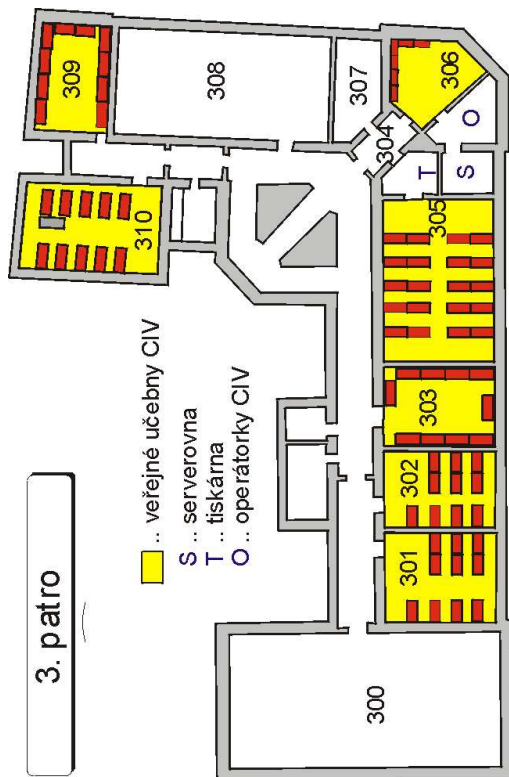 3. patro
.. veřejné učebny CIV
S .. serverovna
T .. tiskárna
O .. operátorky CIV
300
301
302
303
305
T
S
O
304
306
307
308
309
310